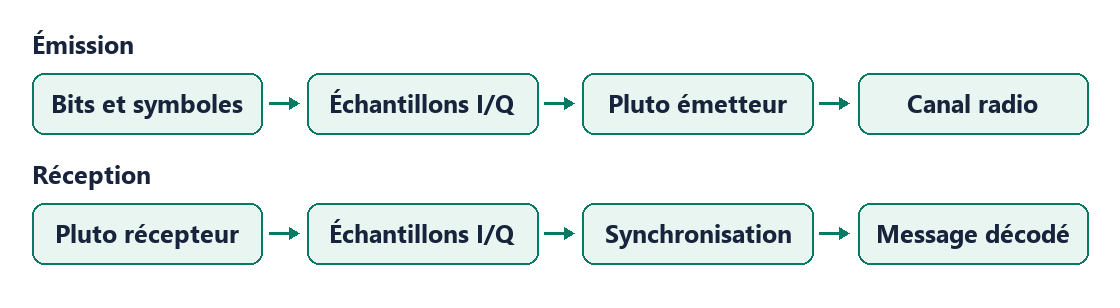 Émission
Bits et symboles
Échantillons I/Q
Pluto émetteur
Canal radio
Réception
Pluto récepteur
Échantillons I/Q
Synchronisation
Message décodé